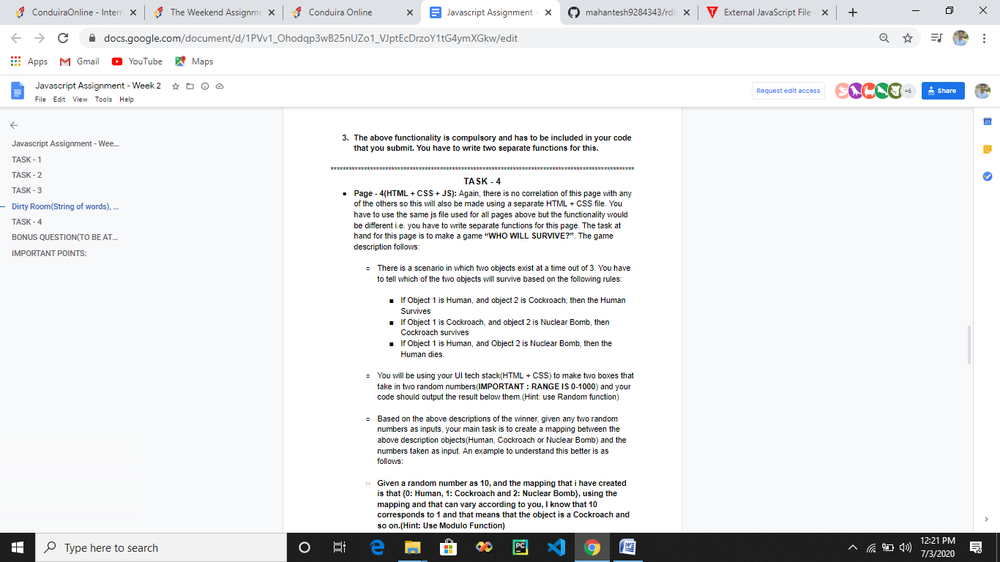 ConduiraOnline - Intern
The Weekend Assignme
Conduira Online
Javascript Assignment -
mahantesh9284343/rdi
External JavaScript File -
docs.google.com/document/d/1PVv1_Ohodqp3wB25nUZo1_VJptEcDrzoY1tG4ymXGkw/edit
Apps
Gmail
YouTube
Maps
Javascript Assignment - Week 2
File Edit View Tools Help
Request edit access
+6
Share
Javascript Assignment - Wee...
TASK - 1
TASK - 2
TASK - 3
Dirty Room(String of words), ...
TASK - 4
BONUS QUESTION(TO BE AT...
IMPORTANT POINTS:
3. The above functionality is compulsory and has to be included in your code
that you submit. You have to write two separate functions for this.
TASK - 4
● Page - 4(HTML + CSS + JS): Again, there is no correlation of this page with any
of the others so this will also be made using a separate HTML + CSS file. You
have to use the same js file used for all pages above but the functionality would
be different i.e. you have to write separate functions for this page. The task at
hand for this page is to make a game “WHO WILL SURVIVE?”. The game
description follows:
○ There is a scenario in which two objects exist at a time out of 3. You have
to tell which of the two objects will survive based on the following rules:
■ If Object 1 is Human, and object 2 is Cockroach; then the Human
Survives
■ If Object 1 is Cockroach, and object 2 is Nuclear Bomb, then
Cockroach survives
■ If Object 1 is Human, and Object 2 is Nuclear Bomb, then the
Human dies.
○ You will be using your UI tech stack(HTML + CSS) to make two boxes that
take in two random numbers(IMPORTANT : RANGE IS 0-1000) and your
code should output the result below them.(Hint: use Random function)
○ Based on the above descriptions of the winner, given any two random
numbers as inputs, your main task is to create a mapping between the
above description objects(Human, Cockroach or Nuclear Bomb) and the
numbers taken as input. An example to understand this better is as
follows:
○ Given a random number as 10, and the mapping that i have created
is that {0: Human, 1: Cockroach and 2: Nuclear Bomb}, using the
mapping and that can vary according to you, I know that 10
corresponds to 1 and that means that the object is a Cockroach and
so on.(Hint: Use Modulo Function)
31
Type here to search
PC
12:21 PM
7/3/2020